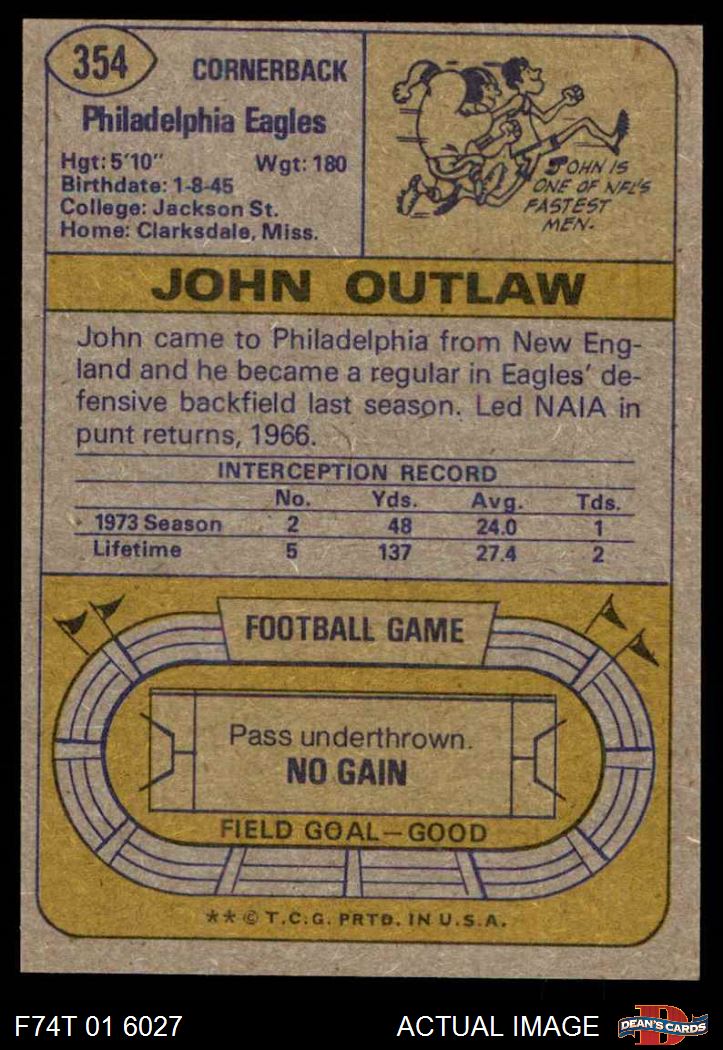 354
CORNERBACK
Philadelphia Eagles
Hgt: 5'10" Wgt: 180
Birthdate: 1-8-45
College: Jackson St.
Home: Clarksdale, Miss.
JOHN IS
ONE OF NFL'S
FASTEST
MEN.
JOHN OUTLAW
John came to Philadelphia from New Eng-
land and he became a regular in Eagles' de-
fensive backfield last season. Led NAIA in
punt returns, 1966.
INTERCEPTION RECORD
No. Yds. Avg. Tds.
1973 Season 2 48 24.0 1
Lifetime 5 137 27.4 2
FOOTBALL GAME
Pass underthrown.
NO GAIN
FIELD GOAL—GOOD
** © T.C.G. PRTD. IN U.S.A.
F74T 01 6027 ACTUAL IMAGE
D
DEAN'S CARDS